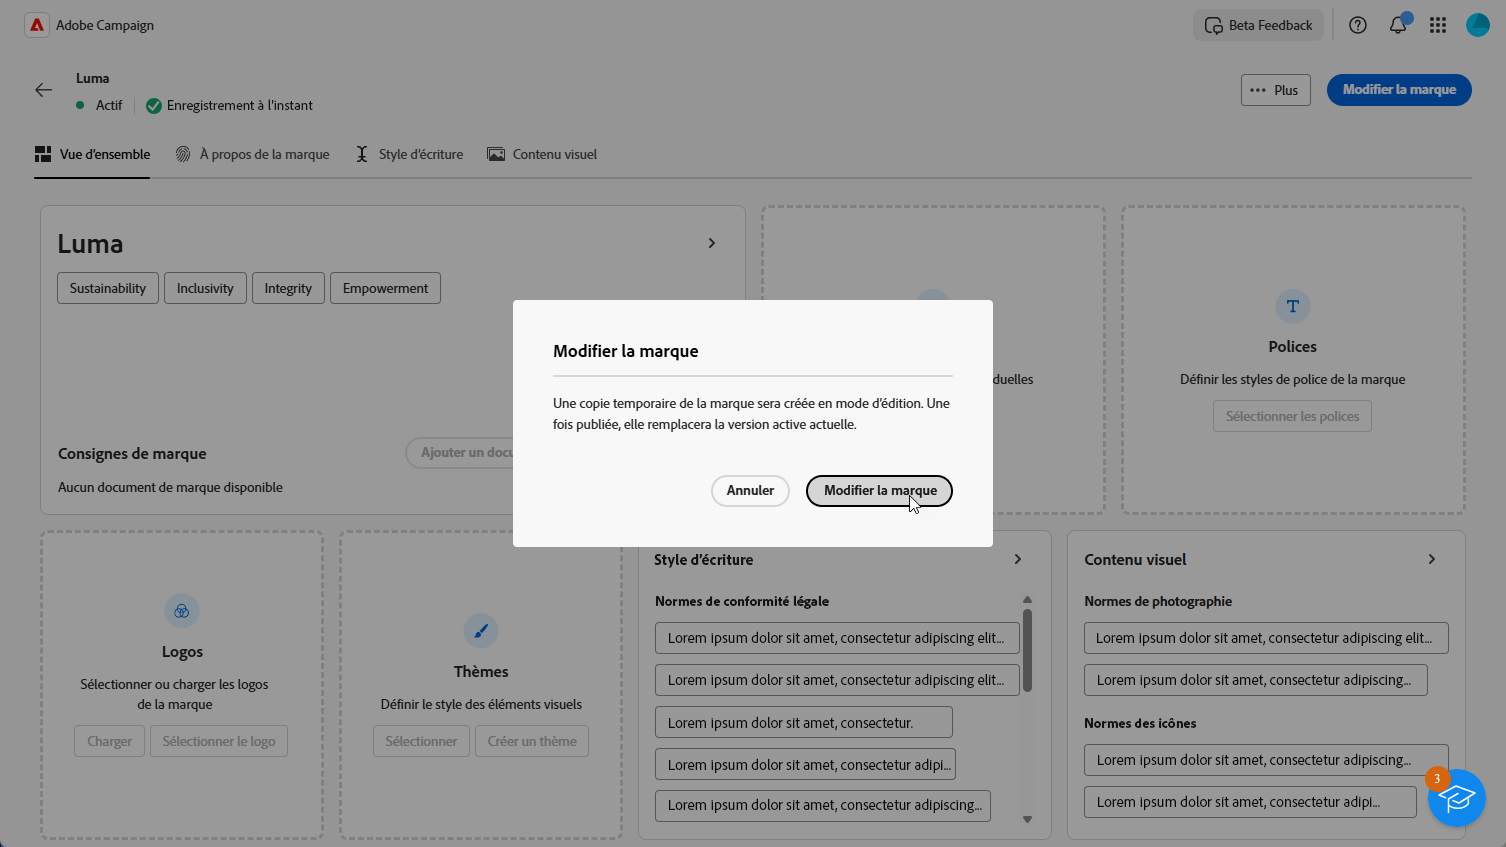 Adobe Campaign
Beta Feedback
Luma
Actif
Enregistrement à l'instant
Plus
Modifier la marque
Vue d'ensemble
À propos de la marque
Style d'écriture
Contenu visuel
Luma
Sustainability
Inclusivity
Integrity
Empowerment
Consignes de marque
Ajouter un docu
Aucun document de marque disponible
duelles
Polices
Définir les styles de police de la marque
Sélectionner les polices
Modifier la marque
Une copie temporaire de la marque sera créée en mode d'édition. Une
fois publiée, elle remplacera la version active actuelle.
Annuler
Modifier la marque
Logos
Sélectionner ou charger les logos
de la marque
Charger
Sélectionner le logo
Thèmes
Définir le style des éléments visuels
Sélectionner
Créer un thème
Style d'écriture
Normes de conformité légale
Lorem ipsum dolor sit amet, consectetur adipiscing elit...
Lorem ipsum dolor sit amet, consectetur adipiscing elit...
Lorem ipsum dolor sit amet, consectetur.
Lorem ipsum dolor sit amet, consectetur adipi...
Lorem ipsum dolor sit amet, consectetur adipiscing...
Contenu visuel
Normes de photographie
Lorem ipsum dolor sit amet, consectetur adipiscing elit...
Lorem ipsum dolor sit amet, consectetur adipiscing...
Normes des icônes
Lorem ipsum dolor sit amet, consectetur adipiscing...
Lorem ipsum dolor sit amet, consectetur adipi...
3